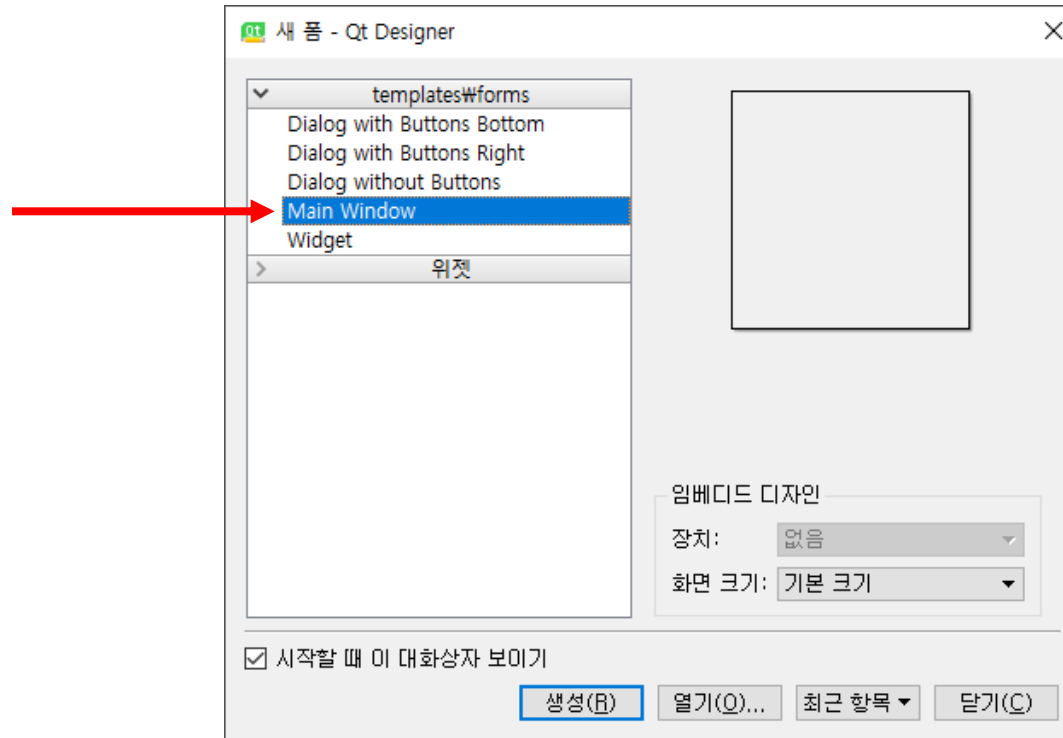 새 폼 - Qt Designer
templates₩forms
Dialog with Buttons Bottom
Dialog with Buttons Right
Dialog without Buttons
Main Window
Widget
위젯
임베디드 디자인
장치: 없음
화면 크기: 기본 크기
시작할 때 이 대화상자 보이기
생성(R) 열기(O)... 최근 항목 닫기(C)